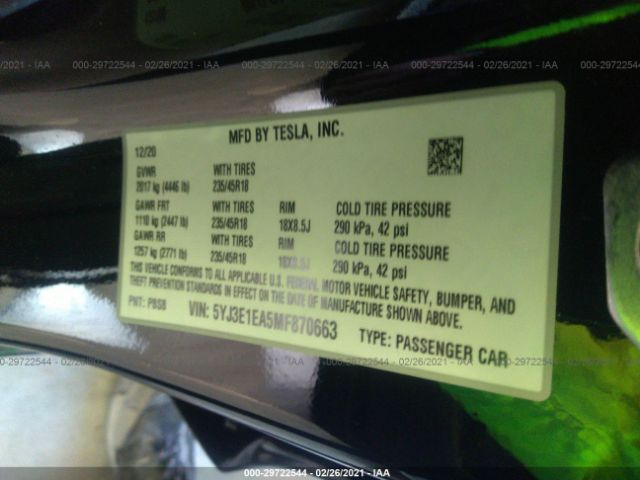 000-29722544 - 02/26/2021 - IAA
MFD BY TESLA, INC.
12/20
GVWR WITH TIRES
2017 kg (4446 lb) 235/45R18
GAWR FRT WITH TIRES RIM COLD TIRE PRESSURE
1110 kg (2447 lb) 235/45R18 18X8.5J 290 kPa, 42 psi
GAWR RR WITH TIRES RIM COLD TIRE PRESSURE
1257 kg (2771 lb) 235/45R18 18X8.5J 290 kPa, 42 psi
THIS VEHICLE CONFORMS TO ALL APPLICABLE U.S. FEDERAL MOTOR VEHICLE SAFETY, BUMPER, AND
THEFT PREVENTION STANDARDS IN EFFECT ON THE DATE OF MANUFACTURE SHOWN ABOVE.
PNT: PBSB VIN: 5YJ3E1EA5MF870663 TYPE: PASSENGER CAR
000-29722544 - 02/26/2021 - IAA